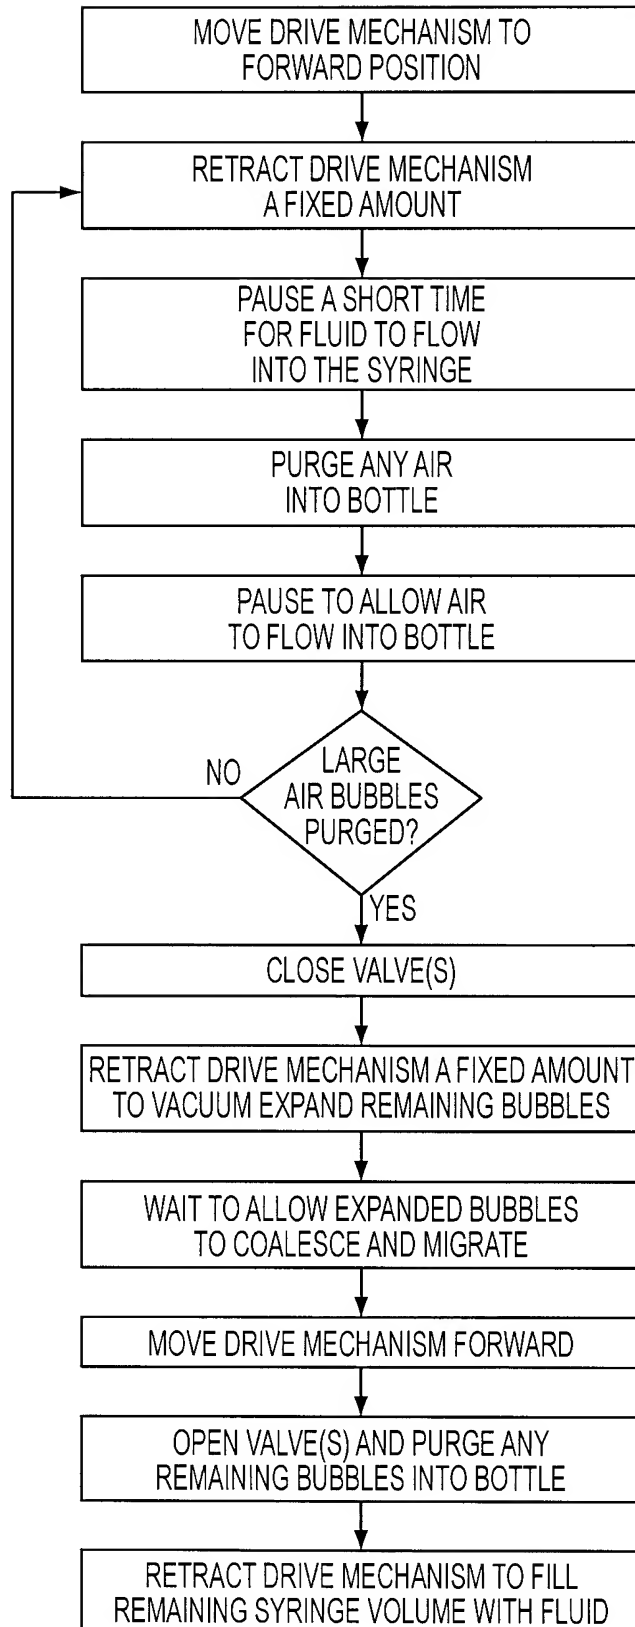 MOVE DRIVE MECHANISM TO
FORWARD POSITION
RETRACT DRIVE MECHANISM
A FIXED AMOUNT
PAUSE A SHORT TIME
FOR FLUID TO FLOW
INTO THE SYRINGE
PURGE ANY AIR
INTO BOTTLE
PAUSE TO ALLOW AIR
TO FLOW INTO BOTTLE
NO
LARGE
AIR BUBBLES
PURGED?
YES
CLOSE VALVE(S)
RETRACT DRIVE MECHANISM A FIXED AMOUNT
TO VACUUM EXPAND REMAINING BUBBLES
WAIT TO ALLOW EXPANDED BUBBLES
TO COALESCE AND MIGRATE
MOVE DRIVE MECHANISM FORWARD
OPEN VALVE(S) AND PURGE ANY
REMAINING BUBBLES INTO BOTTLE
RETRACT DRIVE MECHANISM TO FILL
REMAINING SYRINGE VOLUME WITH FLUID